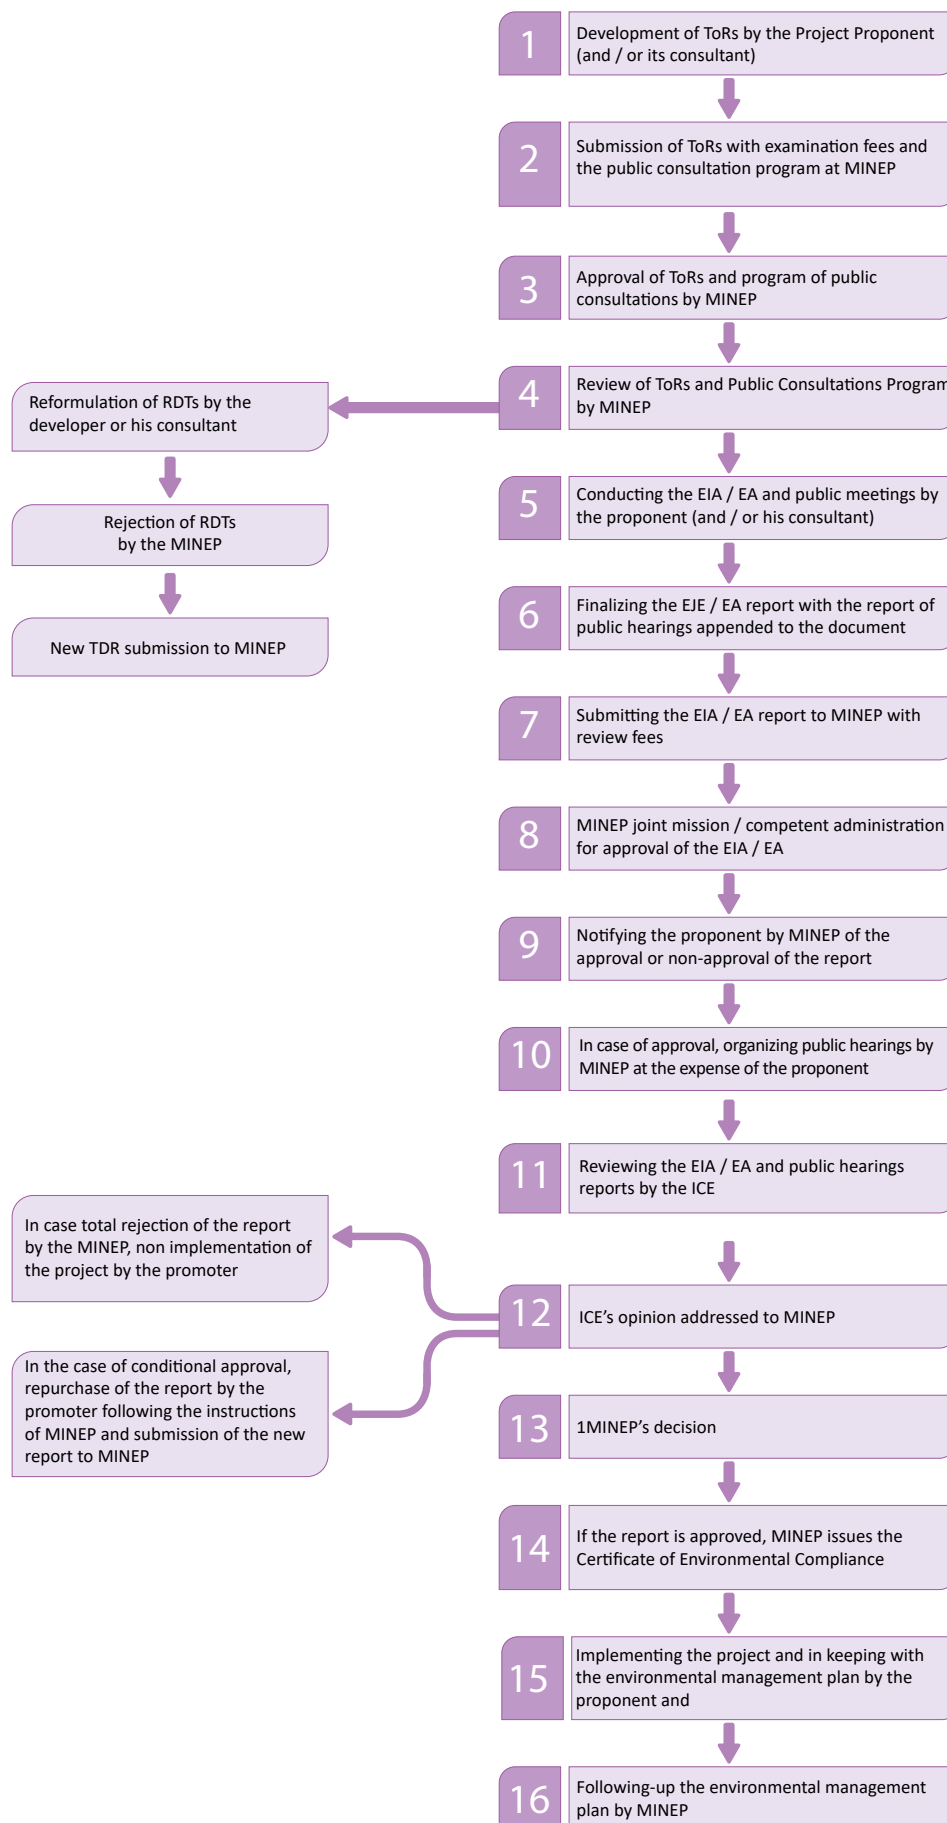 1
Development of ToRs by the Project Proponent
(and / or its consultant)
2
Submission of ToRs with examination fees and
the public consultation program at MINEP
3
Approval of ToRs and program of public
consultations by MINEP
4
Review of ToRs and Public Consultations Program
by MINEP
Reformulation of RDTs by the
developer or his consultant
Rejection of RDTs
by the MINEP
New TDR submission to MINEP
5
Conducting the EIA / EA and public meetings by
the proponent (and / or his consultant)
6
Finalizing the EJE / EA report with the report of
public hearings appended to the document
7
Submitting the EIA / EA report to MINEP with
review fees
8
MINEP joint mission / competent administration
for approval of the EIA / EA
9
Notifying the proponent by MINEP of the
approval or non-approval of the report
10
In case of approval, organizing public hearings by
MINEP at the expense of the proponent
11
Reviewing the EIA / EA and public hearings
reports by the ICE
12
ICE's opinion addressed to MINEP
In case total rejection of the report
by the MINEP, non implementation of
the project by the promoter
In the case of conditional approval,
repurchase of the report by the
promoter following the instructions
of MINEP and submission of the new
report to MINEP
13
1MINEP's decision
14
If the report is approved, MINEP issues the
Certificate of Environmental Compliance
15
Implementing the project and in keeping with
the environmental management plan by the
proponent and
16
Following-up the environmental management
plan by MINEP